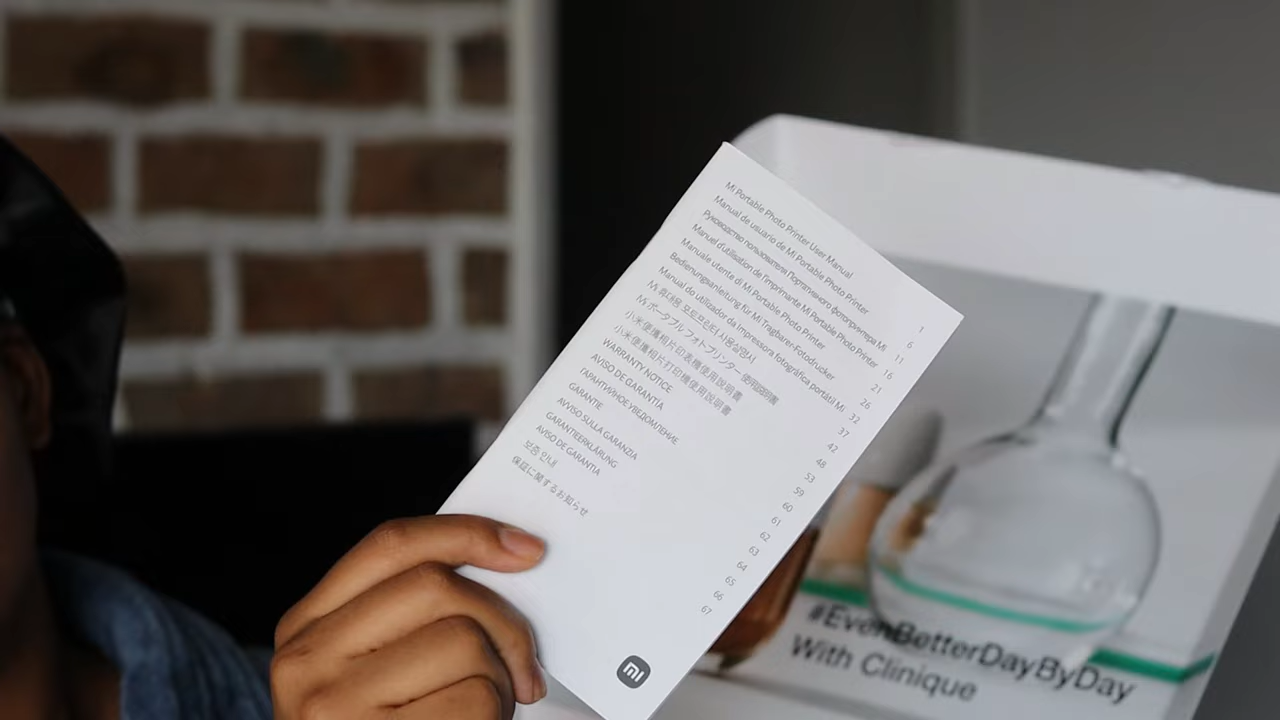 Mi Portable Photo Printer User Manual 1
Manual de usuario de Mi Portable Photo Printer 6
Руководство пользователя Портативного фотопринтера Mi 11
Manuel d'utilisation de l'imprimante Mi Portable Photo Printer 16
Manuale utente di Mi Portable Photo Printer 21
Bedienungsanleitung für Mi Tragbarer-Fotodrucker 26
Manual do utilizador da impressora fotográfica portátil Mi 32
Mi 휴대용 포토프린터 사용설명서 37
Mi ポータブルフォトプリンター 使用説明書 42
小米便攜相片印表機使用說明書 48
小米便攜相片打印機使用說明書 53
WARRANTY NOTICE 59
AVISO DE GARANTÍA 60
ГАРАНТИЙНОЕ УВЕДОМЛЕНИЕ 61
GARANTIE 62
AVVISO SULLA GARANZIA 63
GARANTIEERKLÄRUNG 64
AVISO DE GARANTIA 65
보증 안내 66
保証に関するお知らせ 67
mi
#EvenBetterDayByDay
With Clinique